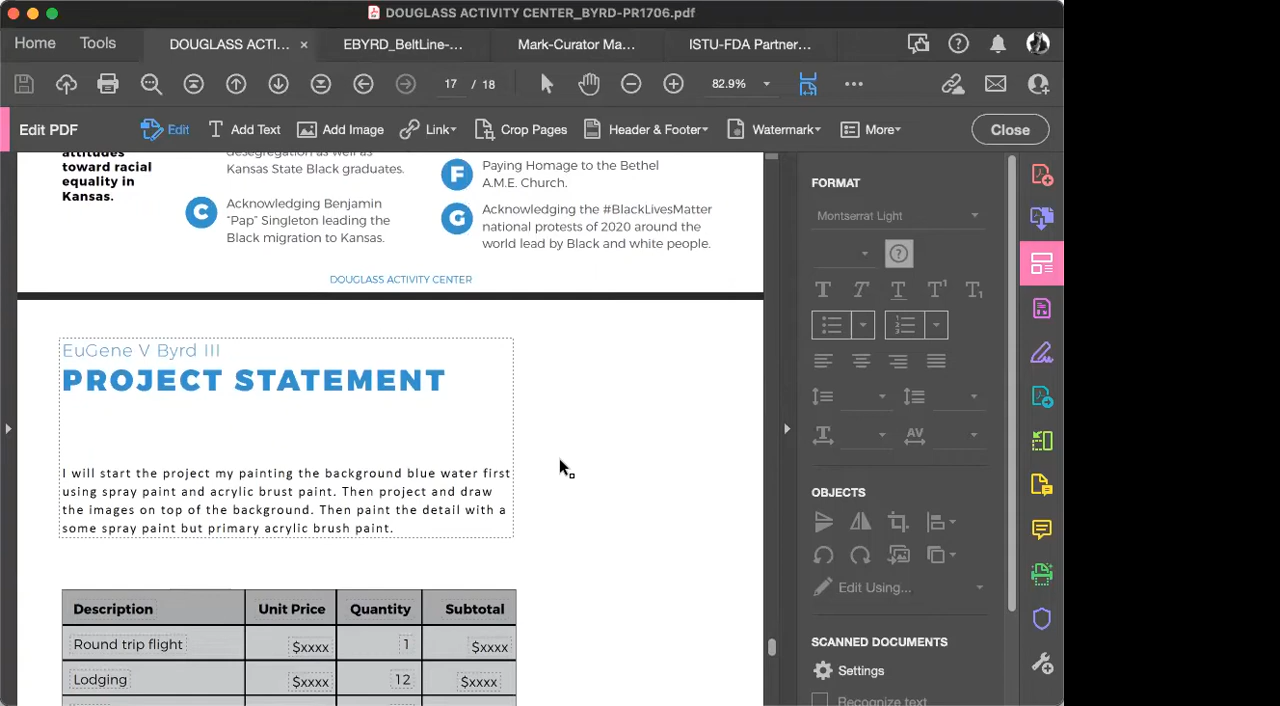 DOUGLASS ACTIVITY CENTER_BYRD-PR1706.pdf
Home Tools DOUGLASS ACTI... × EBYRD_BeltLine-... Mark-Curator Ma... ISTU-FDA Partner...
17 / 18 82.9%
Edit PDF Edit Add Text Add Image Link Crop Pages Header & Footer Watermark More Close
attitudes
toward racial
equality in
Kansas.
desegregation as well as
Kansas State Black graduates.
C Acknowledging Benjamin
"Pap" Singleton leading the
Black migration to Kansas.
F Paying Homage to the Bethel
A.M.E. Church.
G Acknowledging the #BlackLivesMatter
national protests of 2020 around the
world lead by Black and white people.
DOUGLASS ACTIVITY CENTER
EuGene V Byrd III
PROJECT STATEMENT
I will start the project my painting the background blue water first
using spray paint and acrylic brust paint. Then project and draw
the images on top of the background. Then paint the detail with a
some spray paint but primary acrylic brush paint.
Description Unit Price Quantity Subtotal
Round trip flight $xxxx 1 $xxxx
Lodging $xxxx 12 $xxxx
FORMAT
Montserrat Light
OBJECTS
Edit Using...
SCANNED DOCUMENTS
Settings
Recognize text